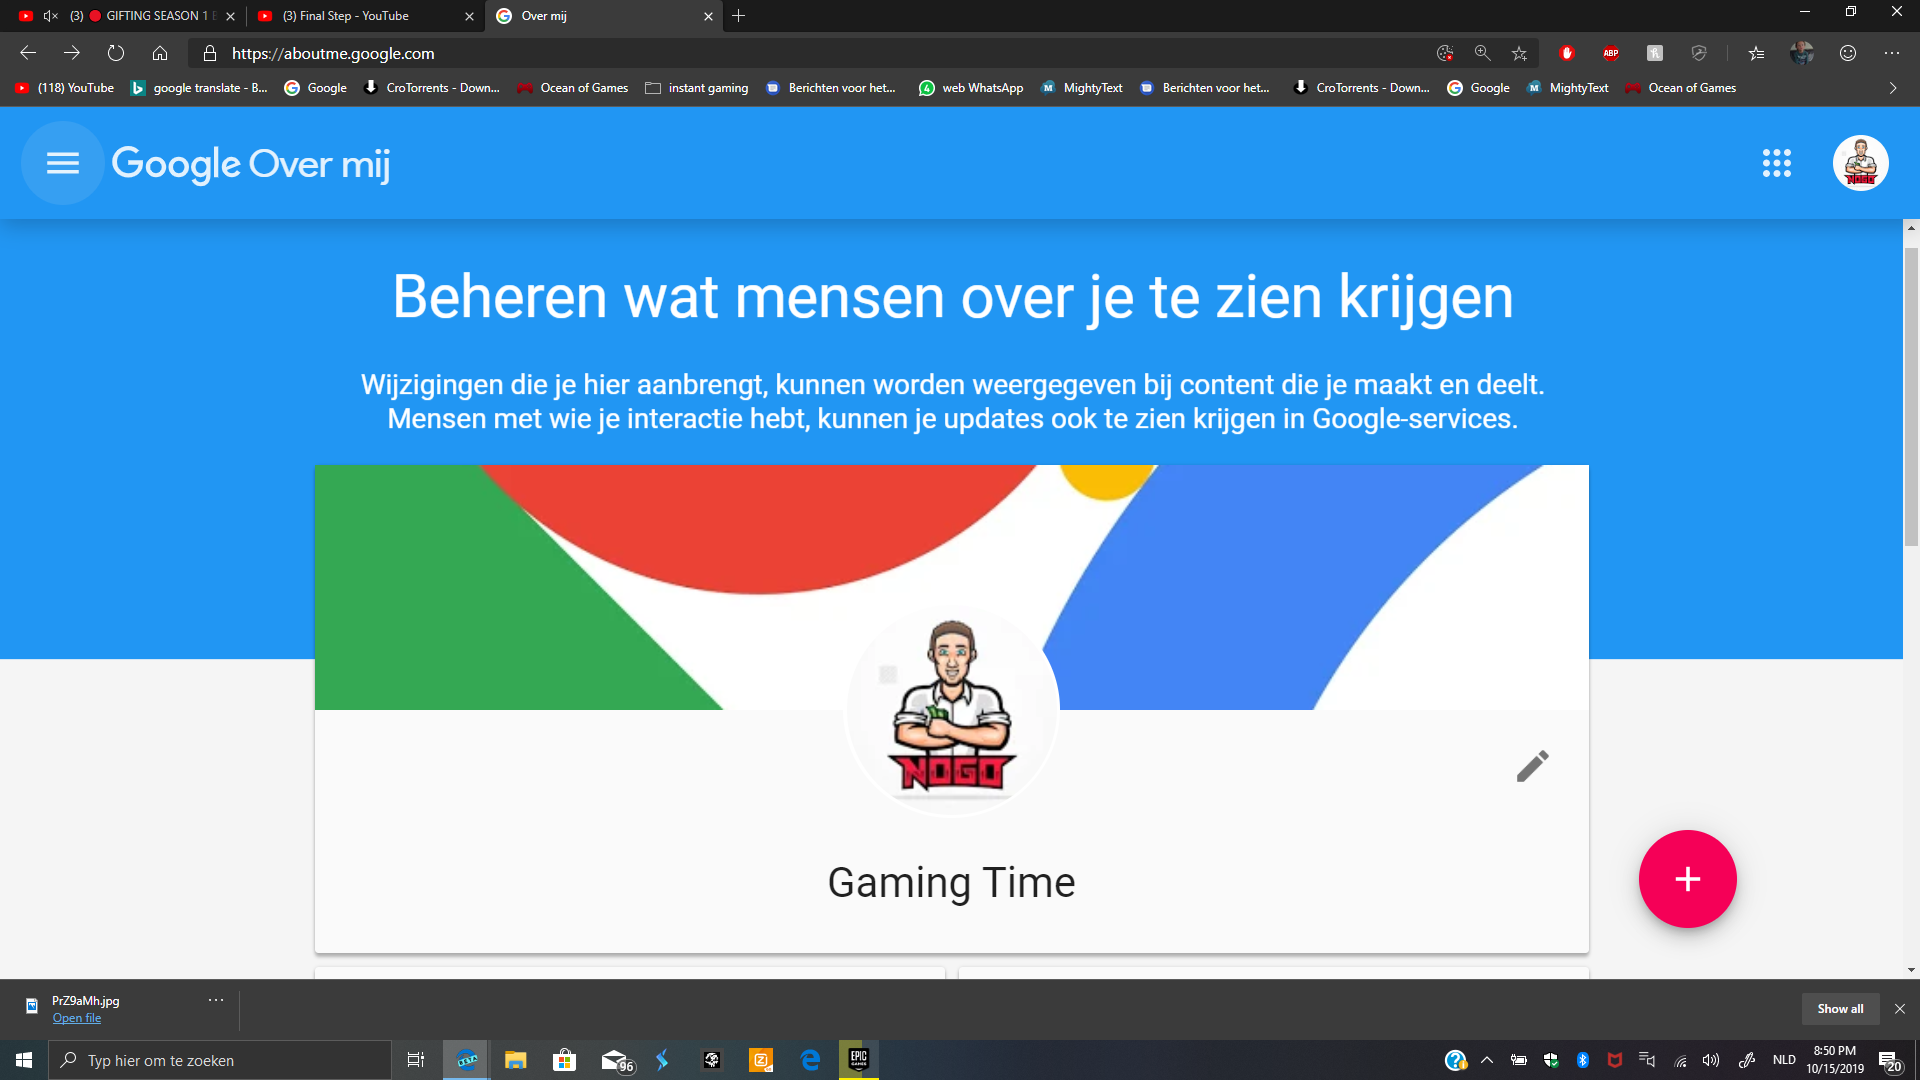 (3) 🔴 GIFTING SEASON 1
(3) Final Step - YouTube
Over mij
https://aboutme.google.com
ABP
(118) YouTube
google translate - B...
Google
CroTorrents - Down...
Ocean of Games
instant gaming
Berichten voor het...
web WhatsApp
MightyText
Berichten voor het...
CroTorrents - Down...
Google
MightyText
Ocean of Games
Google Over mij
NOGO
Beheren wat mensen over je te zien krijgen
Wijzigingen die je hier aanbrengt, kunnen worden weergegeven bij content die je maakt en deelt.
Mensen met wie je interactie hebt, kunnen je updates ook te zien krijgen in Google-services.
NOGO
Gaming Time
PrZ9aMh.jpg
Open file
Show all
Typ hier om te zoeken
BETA
96
EPIC
GAMES
NLD
8:50 PM
10/15/2019
20